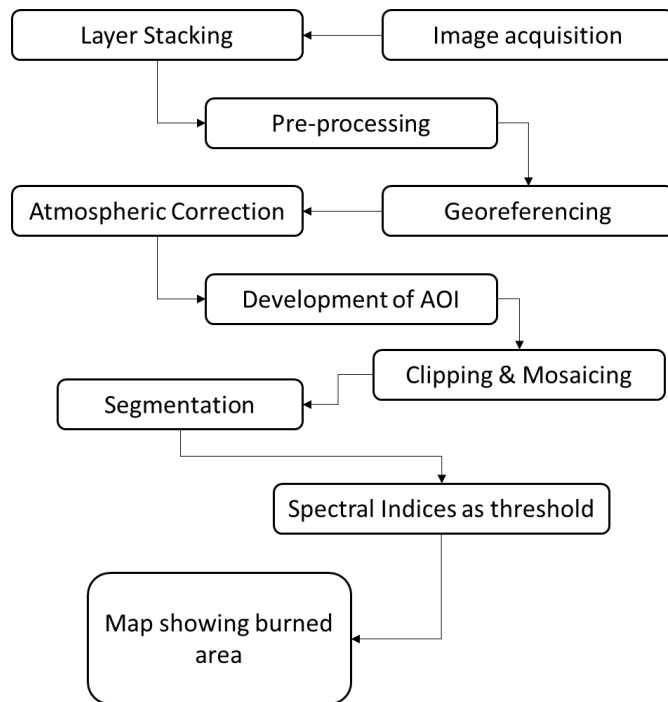 Layer Stacking
Image acquisition
Pre-processing
Atmospheric Correction
Georeferencing
Development of AOI
Clipping & Mosaicing
Segmentation
Spectral Indices as threshold
Map showing burned
area